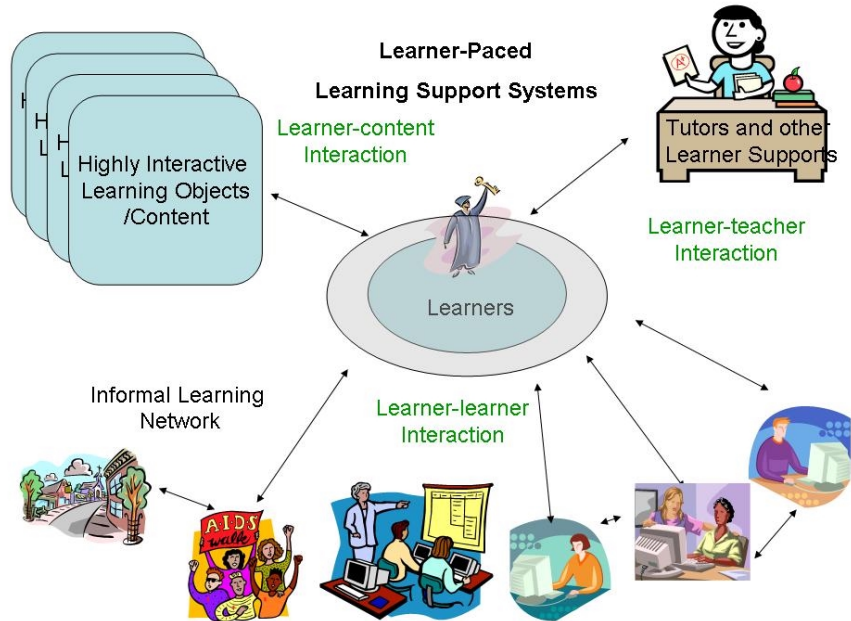 Learner-Paced
Learning Support Systems
Learner-content
Interaction
H
H
L
H
L
Highly Interactive
Learning Objects
/Content
A+
Tutors and other
Learner Supports
Learner-teacher
Interaction
Learners
Informal Learning
Network
Learner-learner
Interaction
AIDS
walk